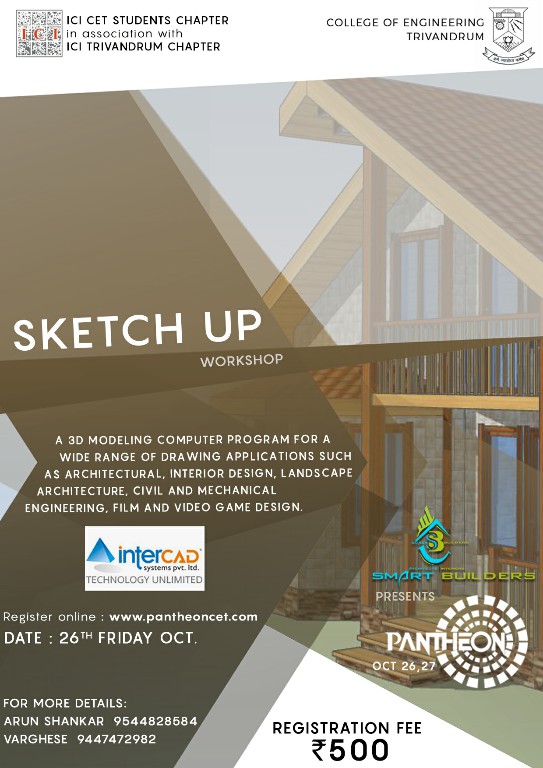 ICI
ICI CET STUDENTS CHAPTER
in association with
ICI TRIVANDRUM CHAPTER
COLLEGE OF ENGINEERING
TRIVANDRUM
SKETCH UP
WORKSHOP
A 3D MODELING COMPUTER PROGRAM FOR A
WIDE RANGE OF DRAWING APPLICATIONS SUCH
AS ARCHITECTURAL, INTERIOR DESIGN, LANDSCAPE
ARCHITECTURE, CIVIL AND MECHANICAL
ENGINEERING, FILM AND VIDEO GAME DESIGN.
interCAD
systems pvt. ltd.
TECHNOLOGY UNLIMITED
SB
SMART BUILDERS
PRESENTS
PANTHEON
OCT 26,27
Register online : www.pantheoncet.com
DATE : 26TH FRIDAY OCT.
FOR MORE DETAILS:
ARUN SHANKAR 9544828584
VARGHESE 9447472982
REGISTRATION FEE
₹500